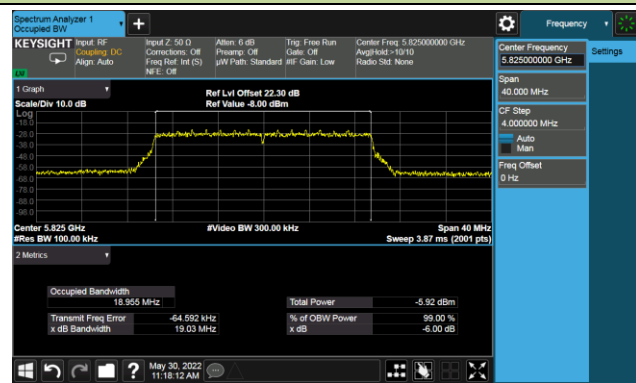 Spectrum Analyzer 1
Occupied BW
Frequency
KEYSIGHT
Input: RF
Coupling: DC
Align: Auto
Input Z: 50 Ω
Corrections: Off
Freq Ref: Int (S)
NFE: Off
Atten: 6 dB
Preamp: Off
µW Path: Standard
Trig: Free Run
Gate: Off
#IF Gain: Low
Center Freq: 5.825000000 GHz
Avg|Hold:>10/10
Radio Std: None
LW
Center Frequency
5.825000000 GHz
Settings
Span
40.000 MHz
CF Step
4.000000 MHz
Auto
Man
Freq Offset
0 Hz
1 Graph
Scale/Div 10.0 dB
Ref Lvl Offset 22.30 dB
Ref Value -8.00 dBm
Log
-18.0
-28.0
-38.0
-48.0
-58.0
-68.0
-78.0
-88.0
-98.0
Center 5.825 GHz
#Video BW 300.00 kHz
Span 40 MHz
#Res BW 100.00 kHz
Sweep 3.87 ms (2001 pts)
2 Metrics
Occupied Bandwidth
18.955 MHz
Total Power -5.92 dBm
Transmit Freq Error -64.592 kHz
% of OBW Power 99.00 %
x dB Bandwidth 19.03 MHz
x dB -6.00 dB
May 30, 2022
11:18:12 AM